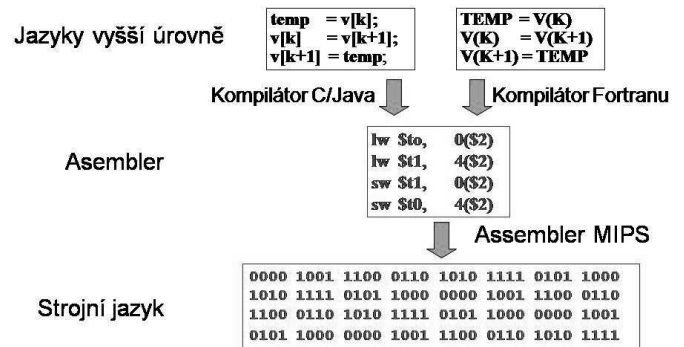 Jazyky vyšší úrovně
temp = v[k];
v[k] = v[k+1];
v[k+1] = temp;
TEMP = V(K)
V(K) = V(K+1)
V(K+1) = TEMP
Kompilátor C/Java
Kompilátor Fortranu
Asembler
lw $to, 0($2)
lw $t1, 4($2)
sw $t1, 0($2)
sw $t0, 4($2)
Assembler MIPS
Strojní jazyk
0000 1001 1100 0110 1010 1111 0101 1000
1010 1111 0101 1000 0000 1001 1100 0110
1100 0110 1010 1111 0101 1000 0000 1001
0101 1000 0000 1001 1100 0110 1010 1111